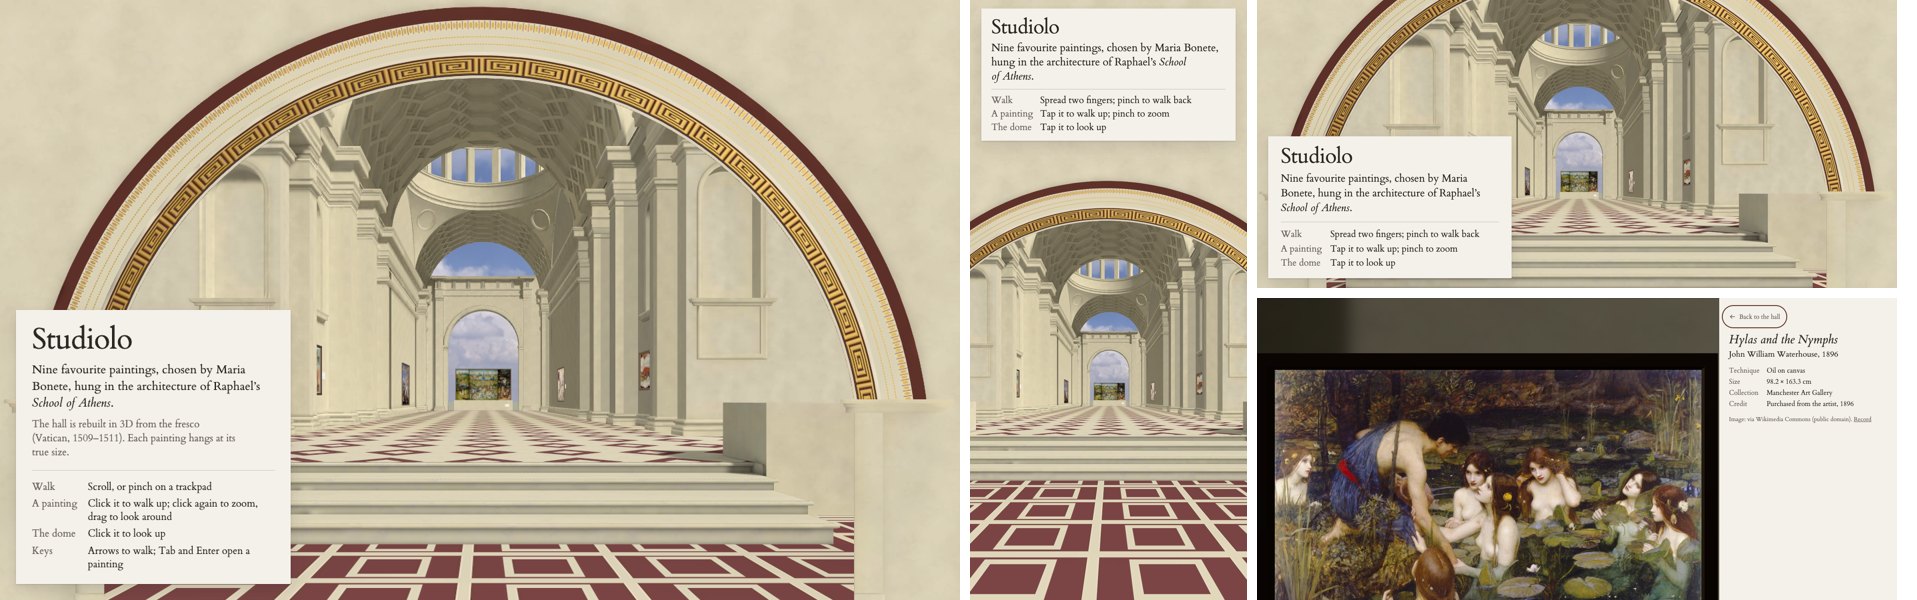 Studiolo
Nine favourite paintings, chosen by Maria
Bonete, hung in the architecture of Raphael's
School of Athens.
The hall is rebuilt in 3D from the fresco
(Vatican, 1509–1511). Each painting hangs at its
true size.
Walk Scroll, or pinch on a trackpad
A painting Click it to walk up; click again to zoom,
drag to look around
The dome Click it to look up
Keys Arrows to walk; Tab and Enter open a
painting
Studiolo
Nine favourite paintings, chosen by Maria Bonete,
hung in the architecture of Raphael's School
of Athens.
Walk Spread two fingers; pinch to walk back
A painting Tap it to walk up; pinch to zoom
The dome Tap it to look up
Studiolo
Nine favourite paintings, chosen by Maria
Bonete, hung in the architecture of Raphael's
School of Athens.
Walk Spread two fingers; pinch to walk back
A painting Tap it to walk up; pinch to zoom
The dome Tap it to look up
← Back to the hall
Hylas and the Nymphs
John William Waterhouse, 1896
Technique Oil on canvas
Size 98.2 × 163.3 cm
Collection Manchester Art Gallery
Credit Purchased from the artist, 1896
Image: via Wikimedia Commons (public domain). Record